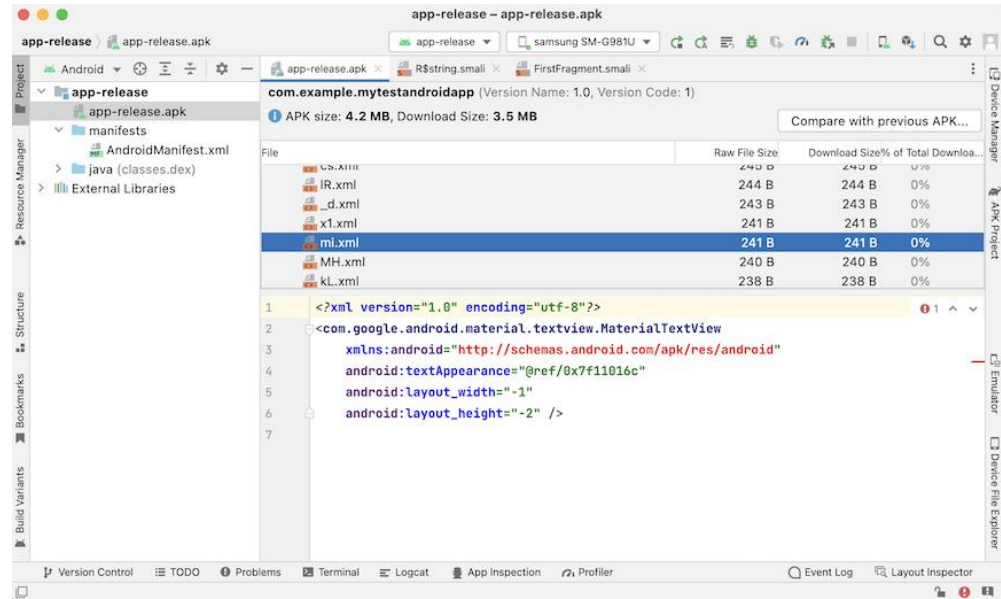 app-release – app-release.apk
app-release 〉 app-release.apk
app-release
samsung SM-G981U
Android
app-release.apk
R$string.smali
FirstFragment.smali
Project
Resource Manager
Structure
Bookmarks
Build Variants
app-release
app-release.apk
manifests
AndroidManifest.xml
java (classes.dex)
External Libraries
com.example.mytestandroidapp (Version Name: 1.0, Version Code: 1)
APK size: 4.2 MB, Download Size: 3.5 MB
Compare with previous APK...
File Raw File Size Download Size % of Total Downloa...
cs.xml 245 B 245 B 0%
IR.xml 244 B 244 B 0%
_d.xml 243 B 243 B 0%
x1.xml 241 B 241 B 0%
mi.xml 241 B 241 B 0%
MH.xml 240 B 240 B 0%
kL.xml 238 B 238 B 0%
1 <?xml version="1.0" encoding="utf-8"?>
2 <com.google.android.material.textview.MaterialTextView
3 xmlns:android="http://schemas.android.com/apk/res/android"
4 android:textAppearance="@ref/0x7f11016c"
5 android:layout_width="-1"
6 android:layout_height="-2" />
7
1
Device Manager
APK Project
Emulator
Device File Explorer
Version Control TODO Problems Terminal Logcat App Inspection Profiler Event Log Layout Inspector